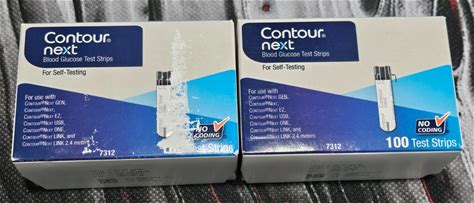 Contour®
next
Blood Glucose Test Strips
For Self-Testing
For use with
Contour®Next GEN,
Contour®Next,
Contour®Next EZ,
Contour®Next USB,
Contour®Next ONE,
Contour®Next LINK, and
Contour®Next LINK 2.4 meters
NO
CODING
7312
Strips
Contour®
next
Blood Glucose Test Strips
For Self-Testing
For use with
Contour®Next GEN,
Contour®Next,
Contour®Next EZ,
Contour®Next USB,
Contour®Next ONE,
Contour®Next LINK, and
Contour®Next LINK 2.4 meters
NO
CODING
7312
100 Test Strips